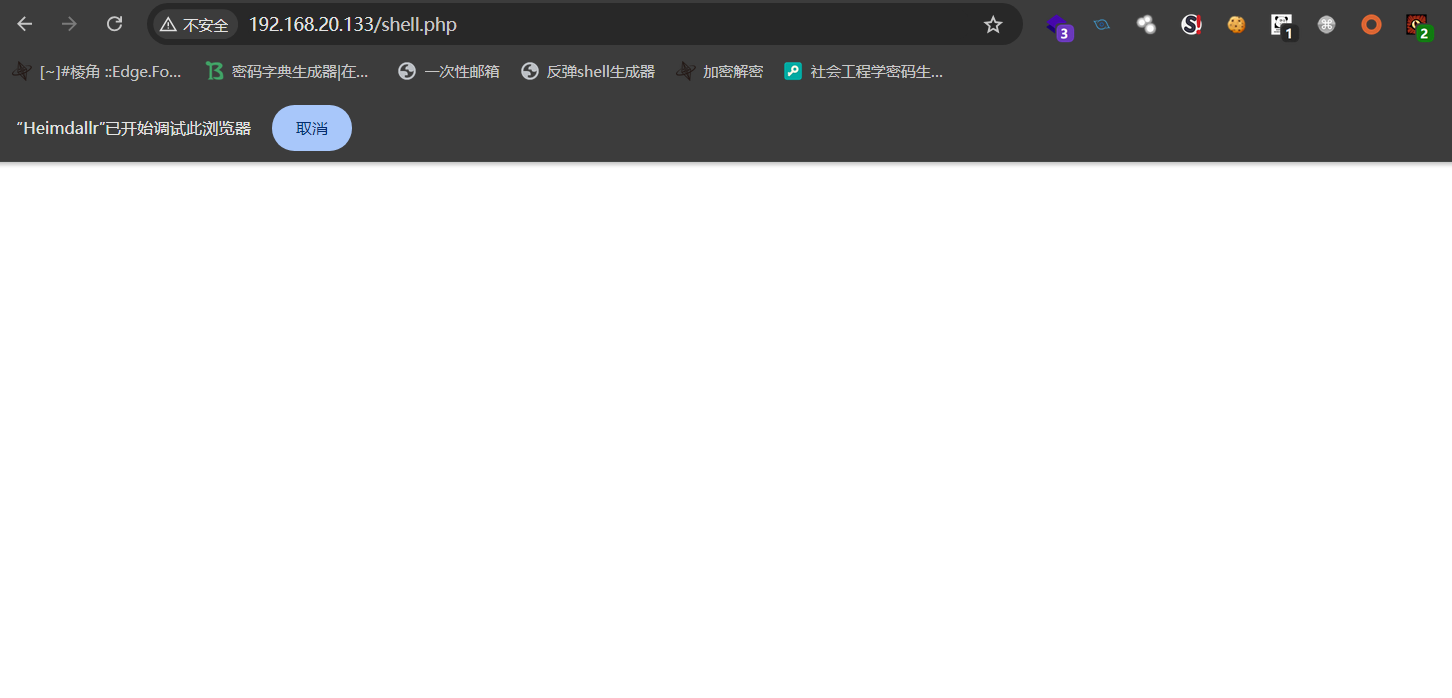 不安全 192.168.20.133/shell.php 3 1 2
[~]#棱角 ::Edge.Fo... 密码字典生成器|在... 一次性邮箱 反弹shell生成器 加密解密 社会工程学密码生...
“Heimdallr”已开始调试此浏览器 取消